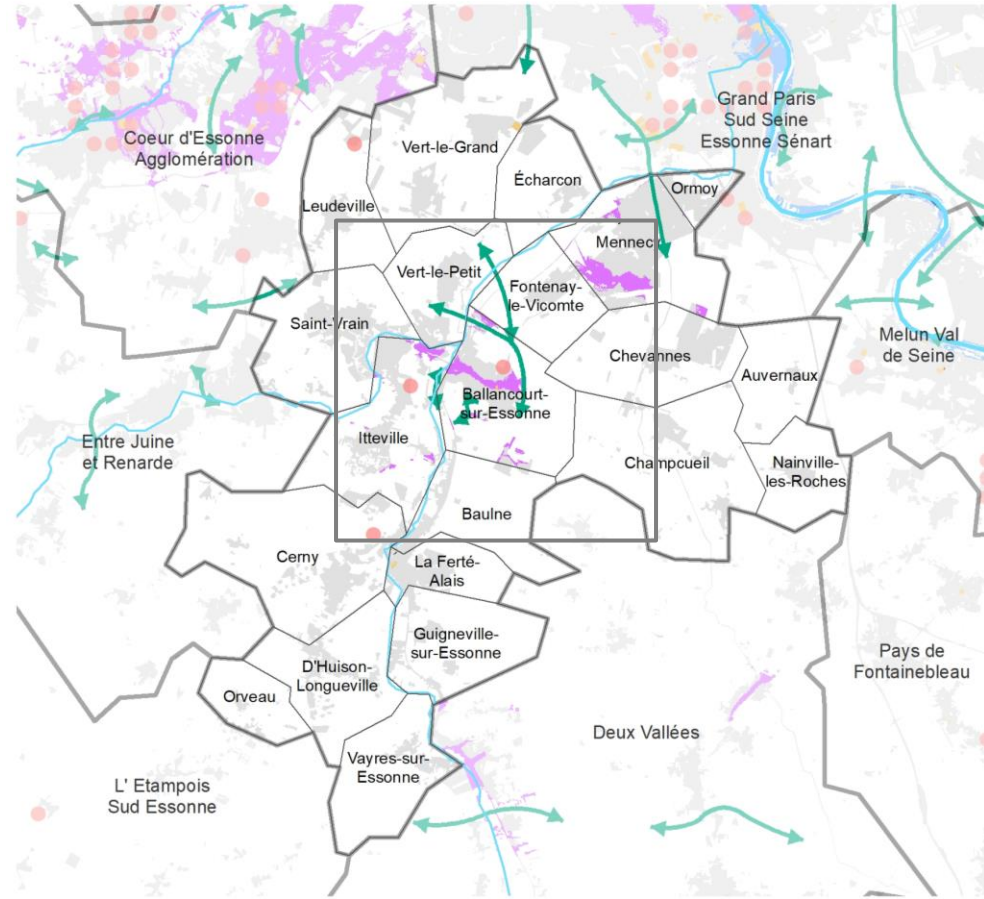 Grand Paris
Sud Seine
Essonne Sénart
Coeur d'Essonne
Agglomération
Vert-le-Grand
Écharcon
Ormoy
Leudeville
Mennecy
Vert-le-Petit
Fontenay-
le-Vicomte
Saint-Vrain
Melun Val
de Seine
Chevannes
Auvernaux
Ballancourt-
sur-Essonne
Entre Juine
et Renarde
Itteville
Champcueil
Nainville-
les-Roches
Baulne
Cerny
La Ferté-
Alais
Guigneville-
sur-Essonne
Pays de
Fontainebleau
D'Huison-
Longueville
Orveau
Deux Vallées
Vayres-sur-
Essonne
L' Etampois
Sud Essonne